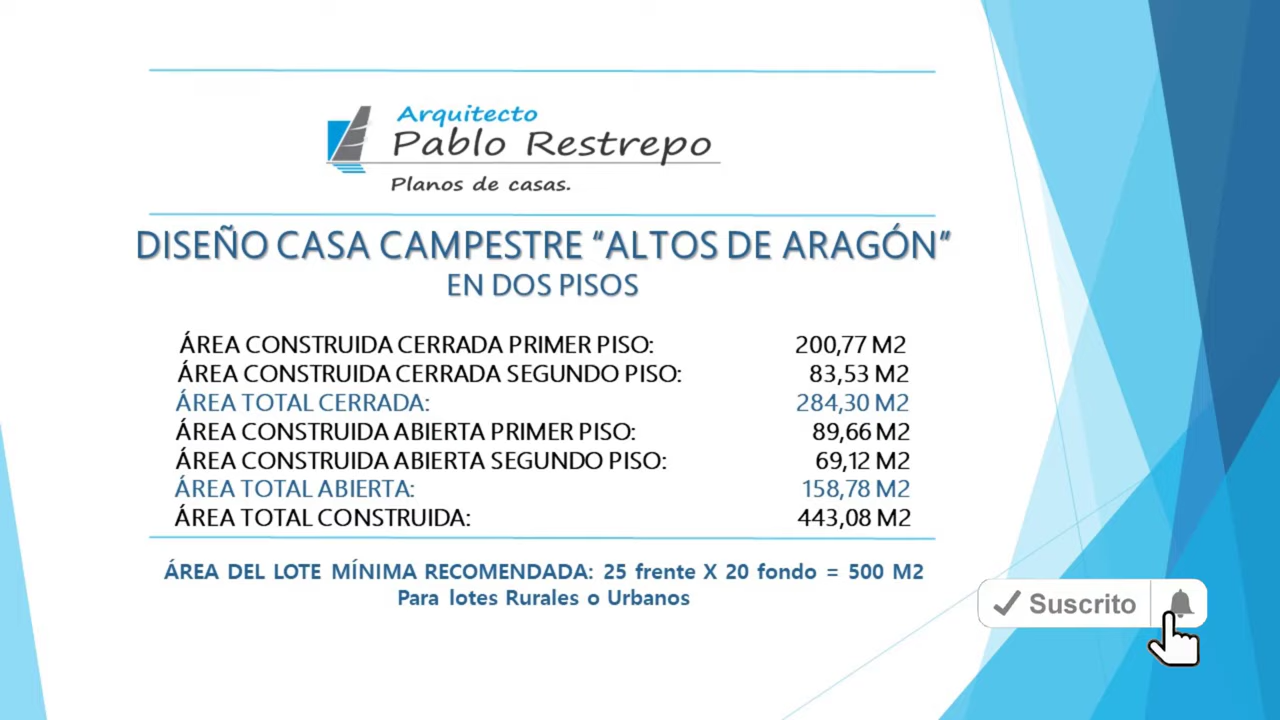 Arquitecto
Pablo Restrepo
Planos de casas.
DISEÑO CASA CAMPESTRE “ALTOS DE ARAGÓN”
EN DOS PISOS
ÁREA CONSTRUIDA CERRADA PRIMER PISO: 200,77 M2
ÁREA CONSTRUIDA CERRADA SEGUNDO PISO: 83,53 M2
ÁREA TOTAL CERRADA: 284,30 M2
ÁREA CONSTRUIDA ABIERTA PRIMER PISO: 89,66 M2
ÁREA CONSTRUIDA ABIERTA SEGUNDO PISO: 69,12 M2
ÁREA TOTAL ABIERTA: 158,78 M2
ÁREA TOTAL CONSTRUIDA: 443,08 M2
ÁREA DEL LOTE MÍNIMA RECOMENDADA: 25 frente X 20 fondo = 500 M2
Para lotes Rurales o Urbanos
Suscrito